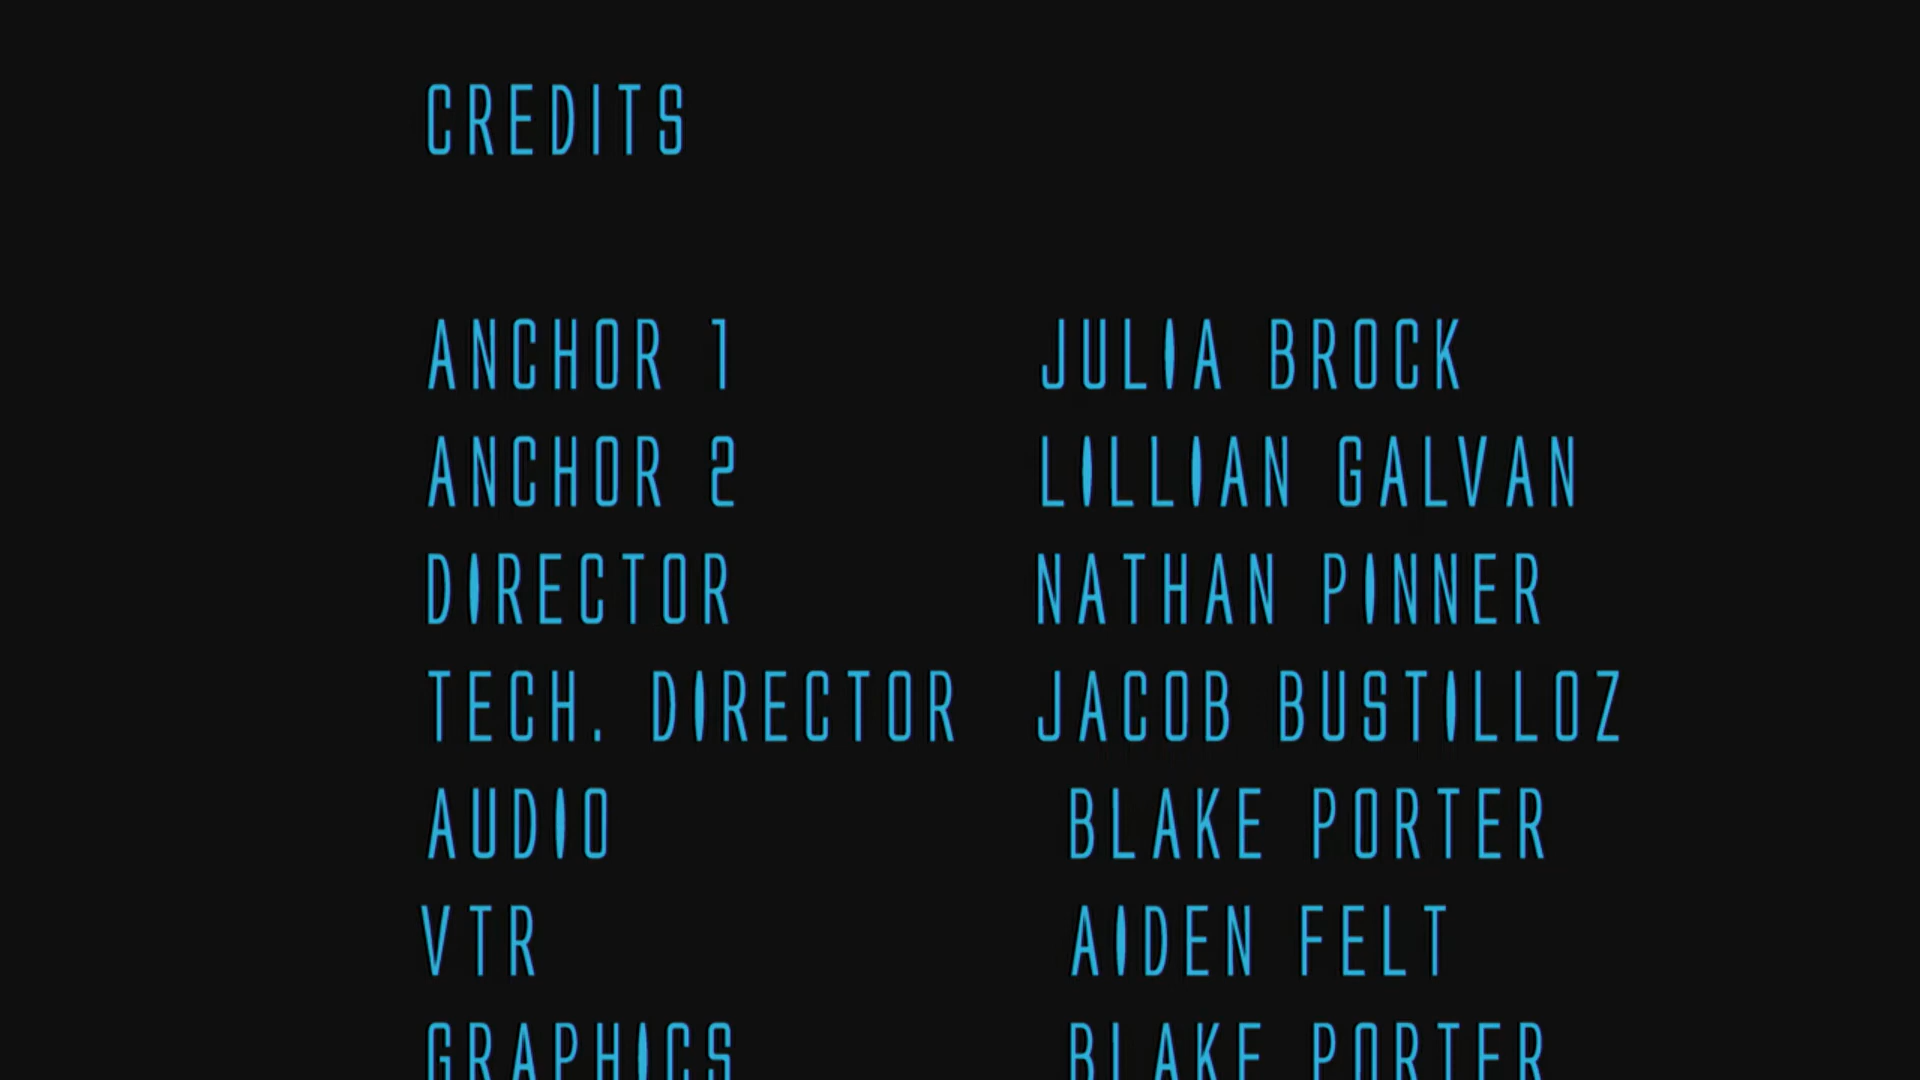 CREDITS
ANCHOR 1 JULIA BROCK
ANCHOR 2 LILLIAN GALVAN
DIRECTOR NATHAN PINNER
TECH. DIRECTOR JACOB BUSTILLOZ
AUDIO BLAKE PORTER
VTR AIDEN FELT
GRAPHICS BLAKE PORTER